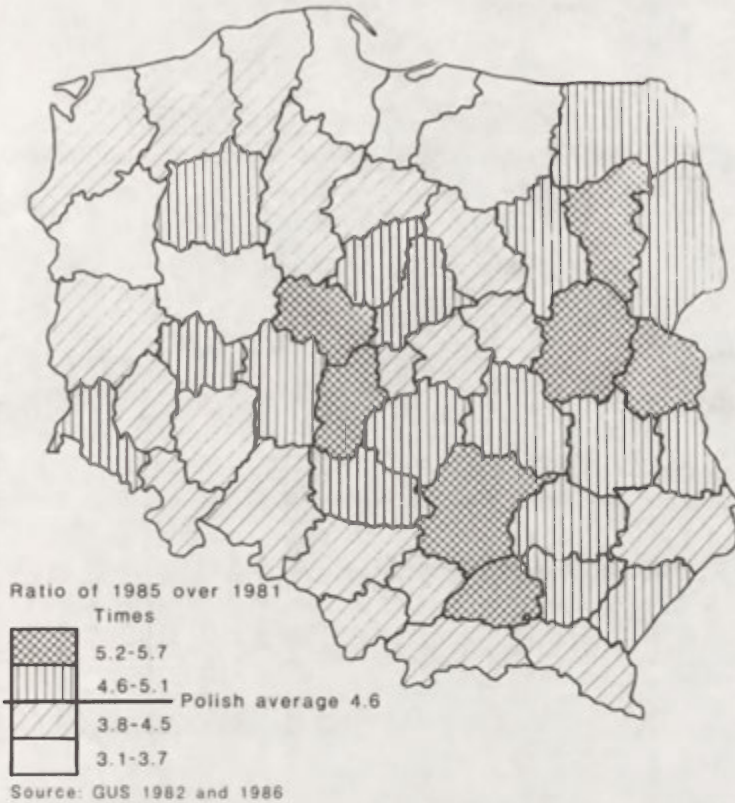 Ratio of 1985 over 1981
Times
5.2-5.7
4.6-5.1
Polish average 4.6
3.8-4.5
3.1-3.7
Source: GUS 1982 and 1986